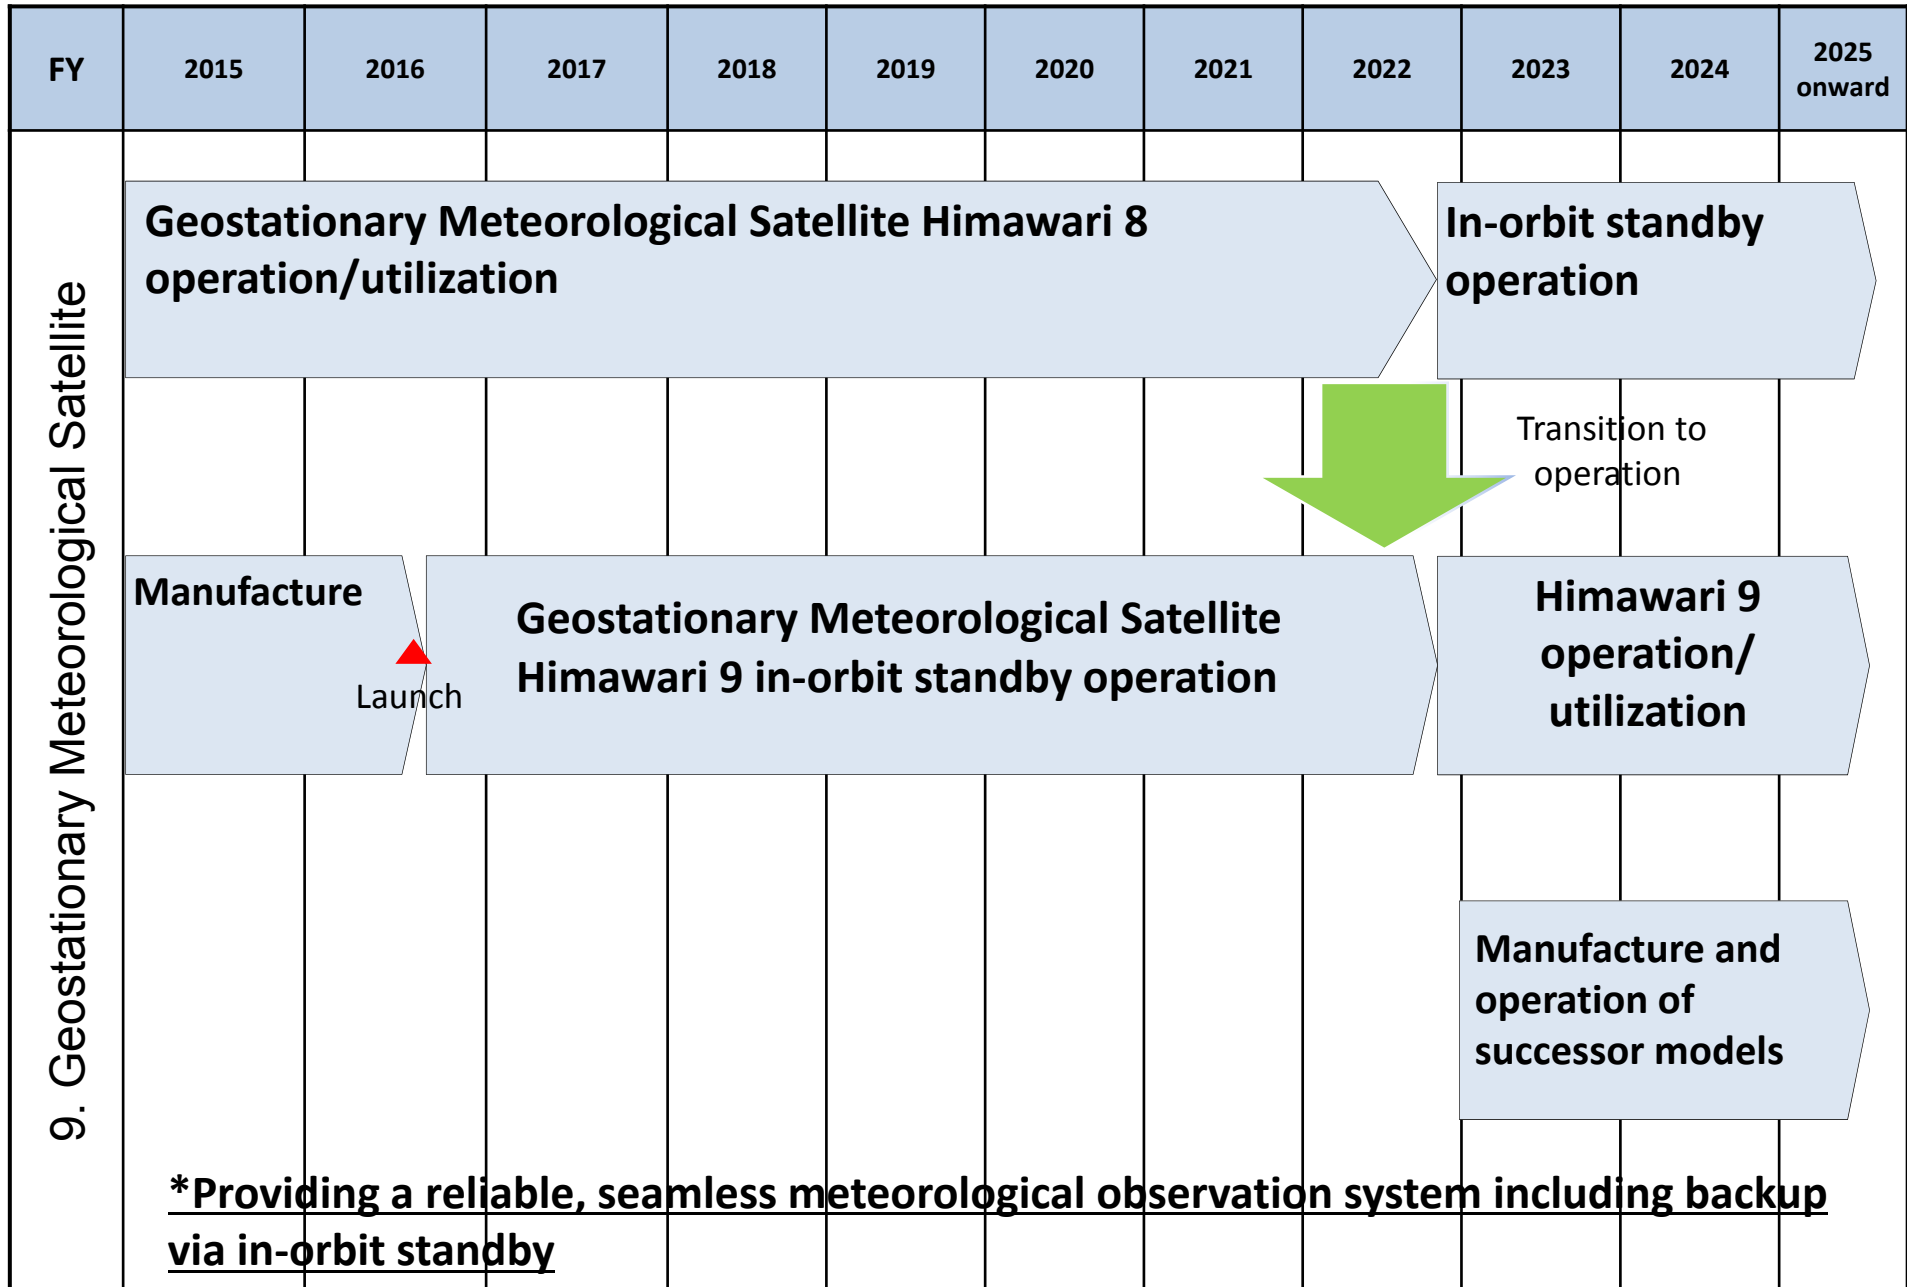 FY
2015
2016
2017
2018
2019
2020
2021
2022
2023
2024
2025
onward
9. Geostationary Meteorological Satellite
Geostationary Meteorological Satellite Himawari 8
operation/utilization
In-orbit standby
operation
Transition to
operation
Manufacture
Launch
Geostationary Meteorological Satellite
Himawari 9 in-orbit standby operation
Himawari 9
operation/
utilization
Manufacture and
operation of
successor models
*Providing a reliable, seamless meteorological observation system including backup
via in-orbit standby